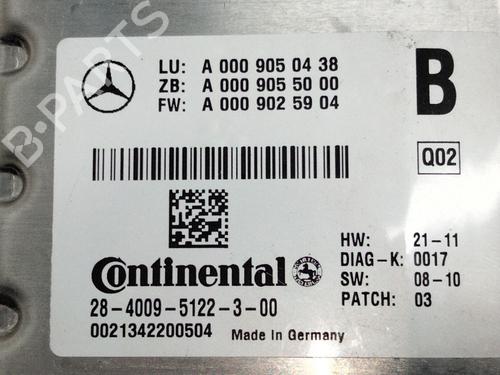 LU: A 000 905 04 38
ZB: A 000 905 50 00
FW: A 000 902 59 04
B
Q02
Continental
28-4009-5122-3-00
0021342200504 Made in Germany
HW: 21-11
DIAG-K: 0017
SW: 08-10
PATCH: 03
B-PARTS